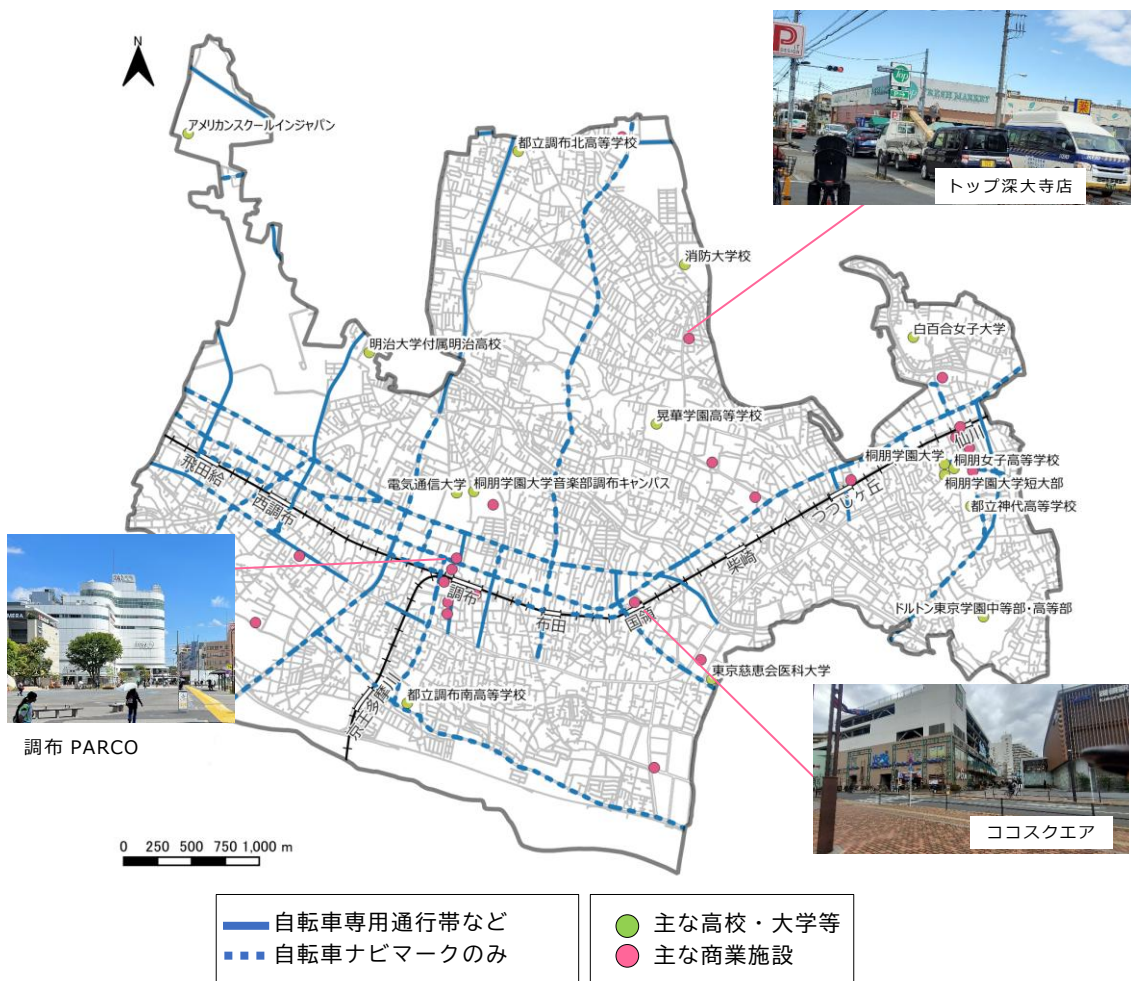 N
アメリカンスクールインジャパン
都立調布北高等学校
P
Top
FRESH MARKET
トップ深大寺店
消防大学校
明治大学付属明治高校
白百合女子大学
晃華学園高等学校
仙川
桐朋学園大学
桐朋女子高等学校
桐朋学園大学短大部
都立神代高等学校
つつじヶ丘
飛田給
西調布
電気通信大学
桐朋学園大学音楽部調布キャンパス
柴崎
調布
布田
国領
ドルトン東京学園中等部・高等部
東京慈恵会医科大学
京王多摩川
都立調布南高等学校
調布 PARCO
ココスクエア
0 250 500 750 1,000 m
自転車専用通行帯など
自転車ナビマークのみ
主な高校・大学等
主な商業施設